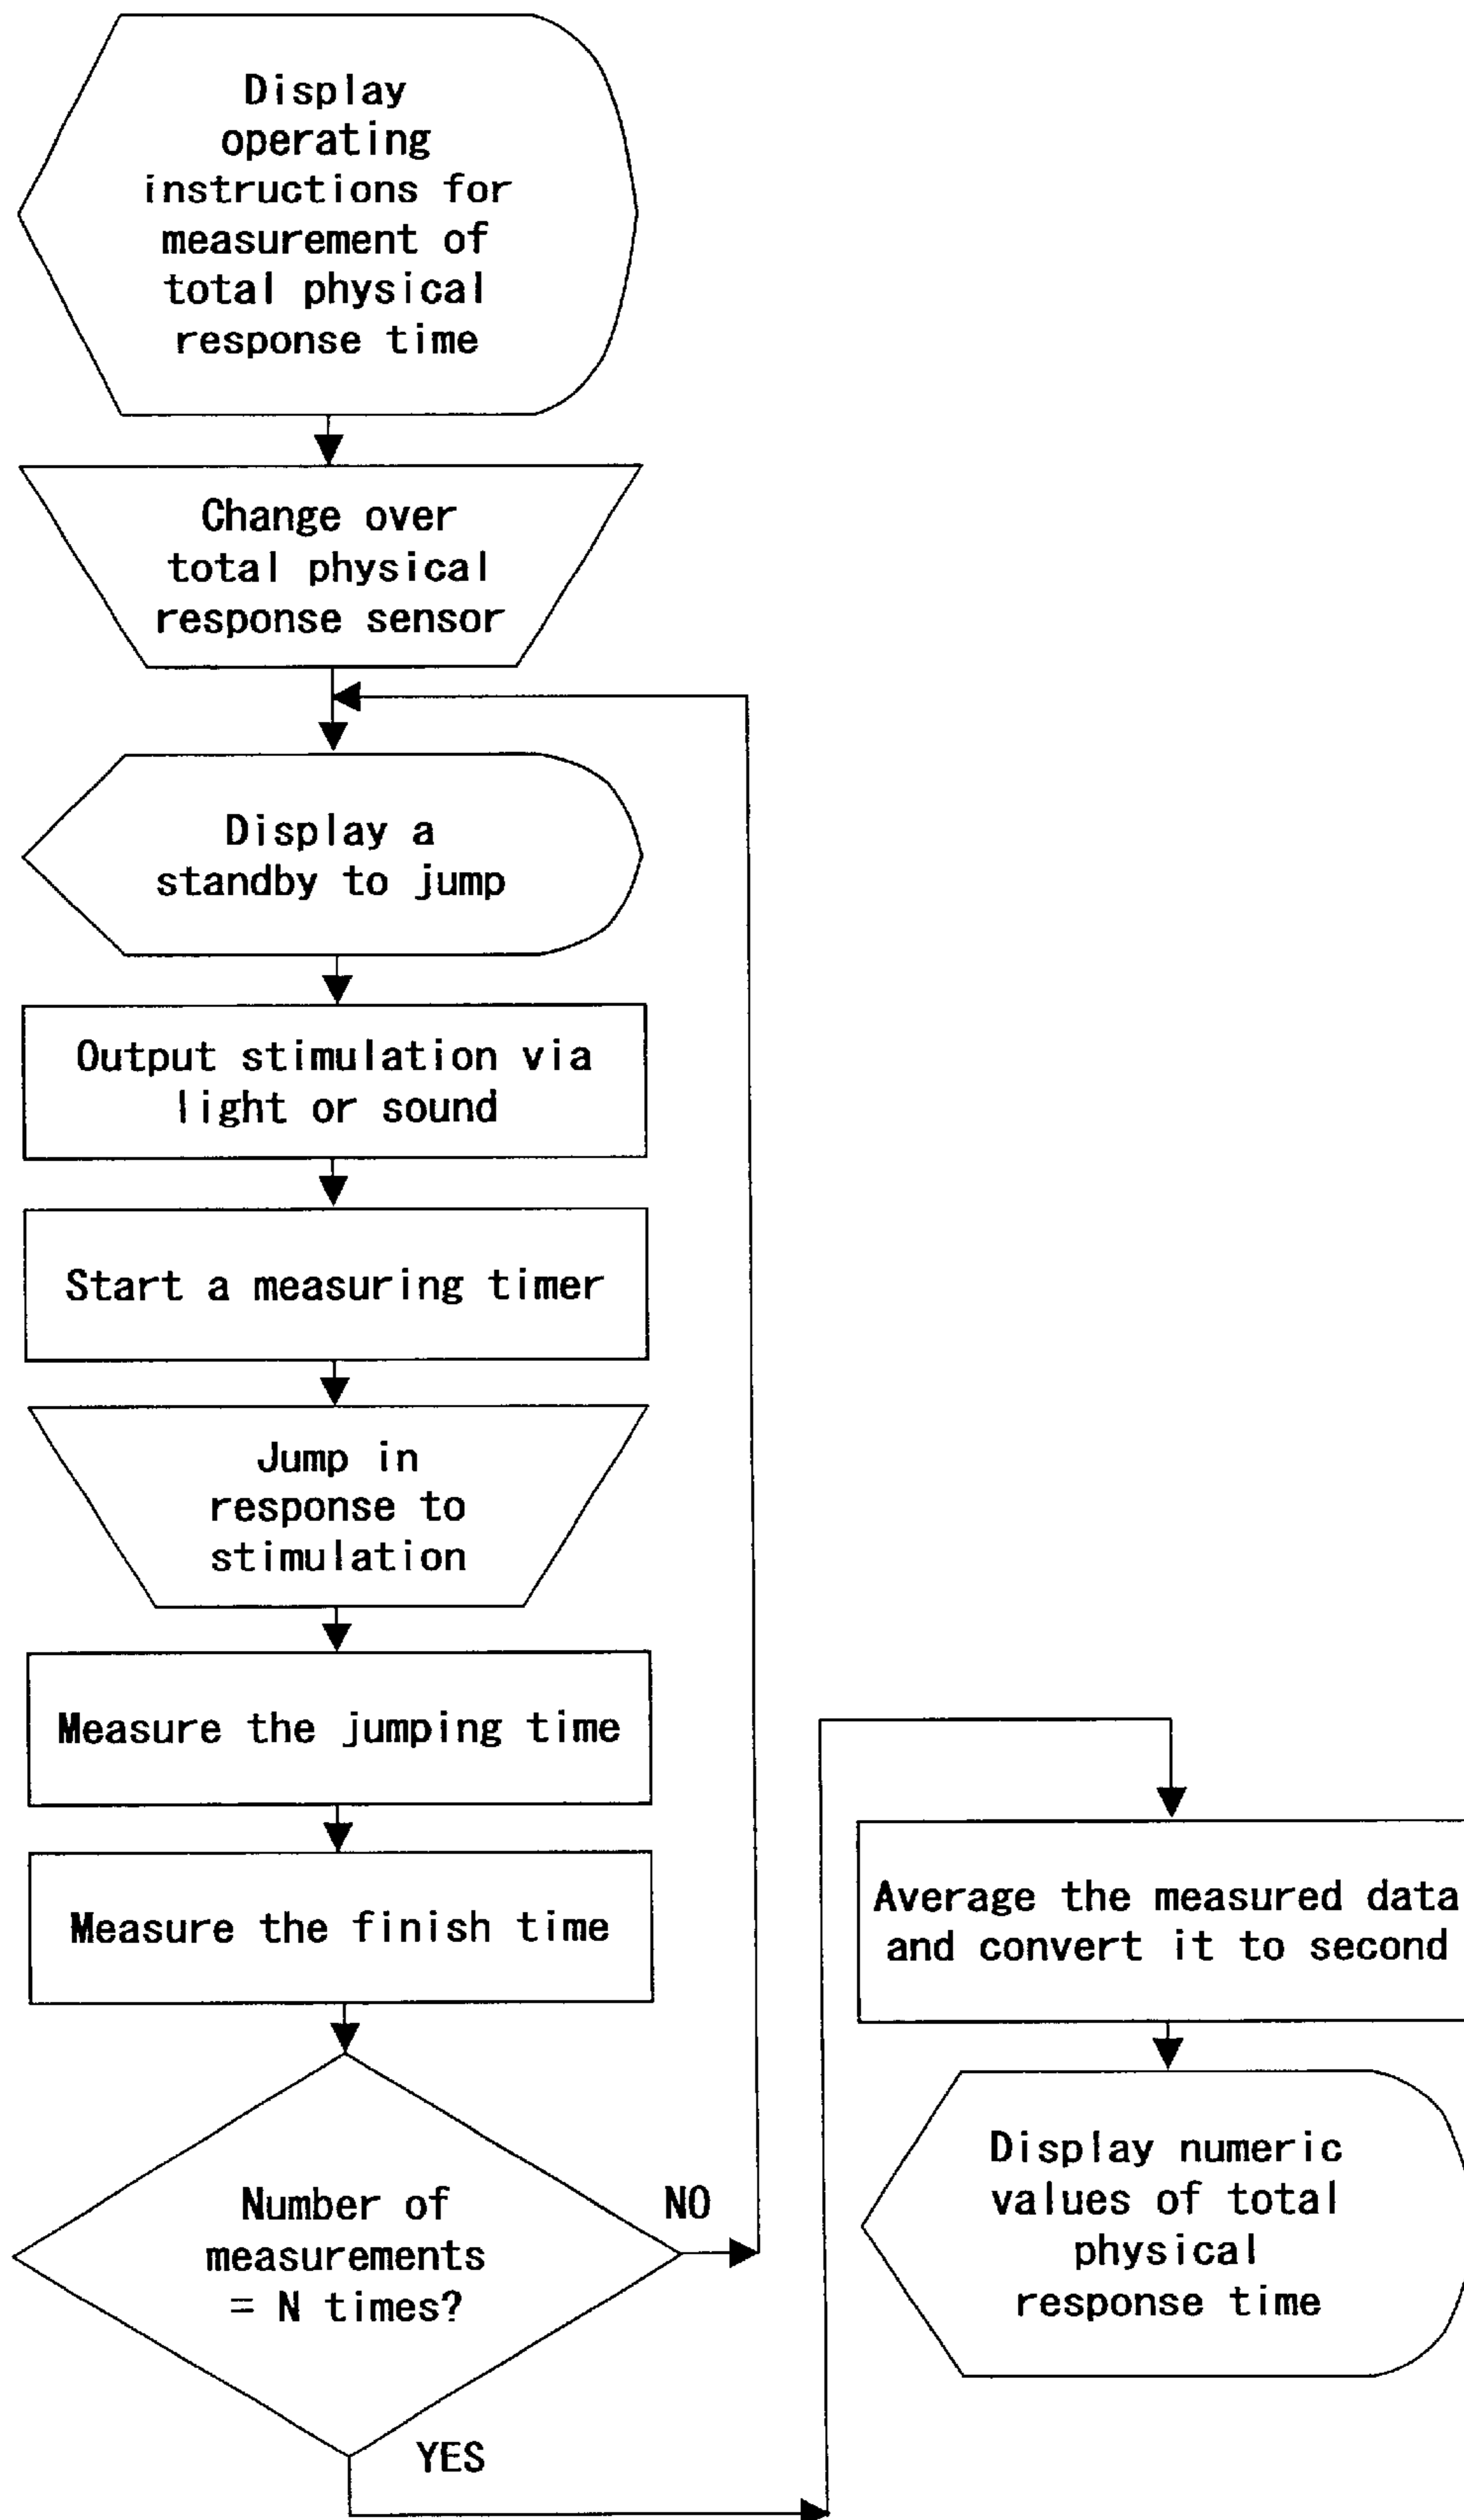 Display
operating
instructions for
measurement of
total physical
response time
Change over
total physical
response sensor
Display a
standby to jump
Output stimulation via
light or sound
Start a measuring timer
Jump in
response to
stimulation
Measure the jumping time
Measure the finish time
Number of
measurements
= N times?
NO
YES
Average the measured data
and convert it to second
Display numeric
values of total
physical
response time